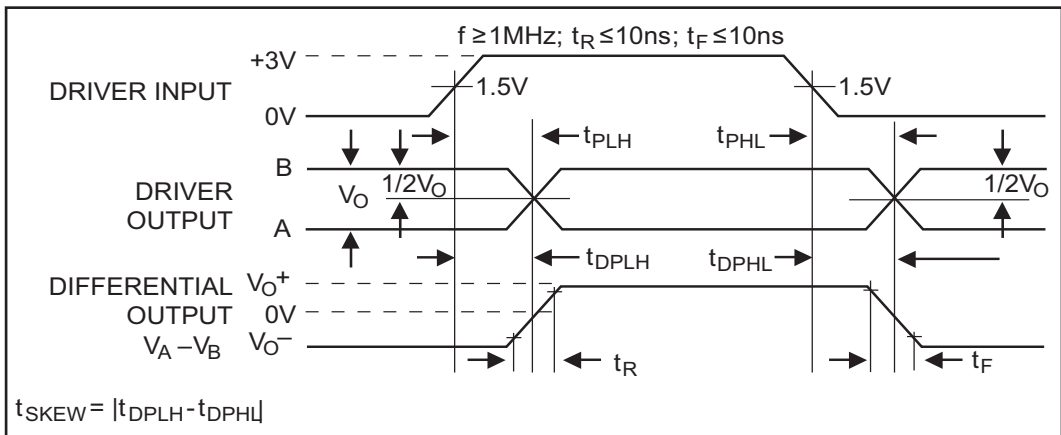 f ≥1MHz; tR ≤10ns; tF ≤10ns
+3V
DRIVER INPUT
1.5V
1.5V
0V
tPLH
tPHL
B
DRIVER
OUTPUT
VO
1/2VO
1/2VO
A
tDPLH
tDPHL
DIFFERENTIAL
OUTPUT
VA –VB
VO+
0V
VO–
tR
tF
tSKEW = |tDPLH - tDPHL|